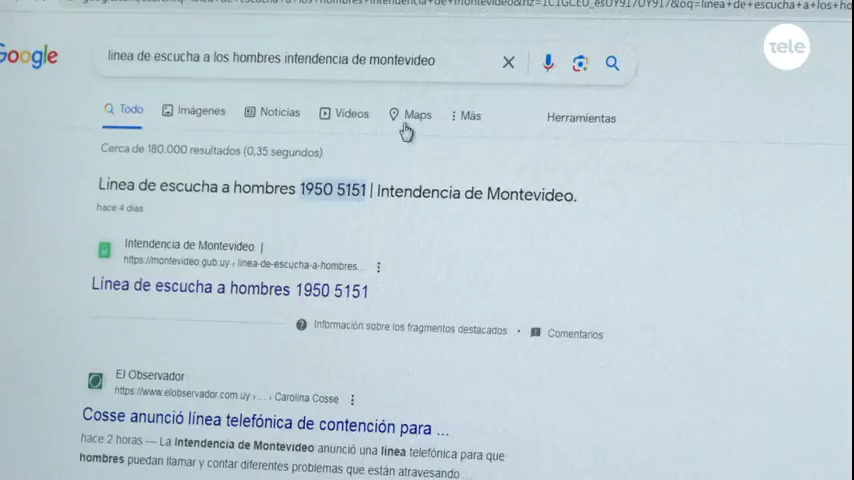 tele
Google
linea de escucha a los hombres intendencia de montevideo
Todo
Imágenes
Noticias
Videos
Maps
Más
Herramientas
Cerca de 180.000 resultados (0,35 segundos)
Línea de escucha a hombres 1950 5151 | Intendencia de Montevideo.
hace 4 días
Intendencia de Montevideo. |
https://montevideo.gub.uy › linea-de-escucha-a-hombres...
Línea de escucha a hombres 1950 5151
Información sobre los fragmentos destacados • Comentarios
El Observador
https://www.elobservador.com.uy › ... › Carolina Cosse
Cosse anunció línea telefónica de contención para ...
hace 2 horas — La Intendencia de Montevideo anunció una línea telefónica para que
hombres puedan llamar y contar diferentes problemas que están atravesando ...